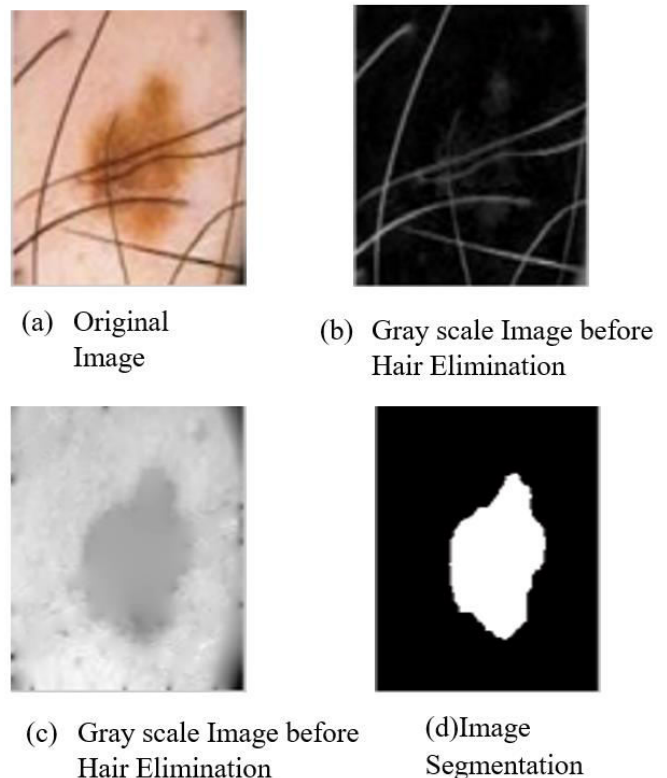 (a) Original
Image
(b) Gray scale Image before
Hair Elimination
(c) Gray scale Image before
Hair Elimination
(d)Image
Segmentation